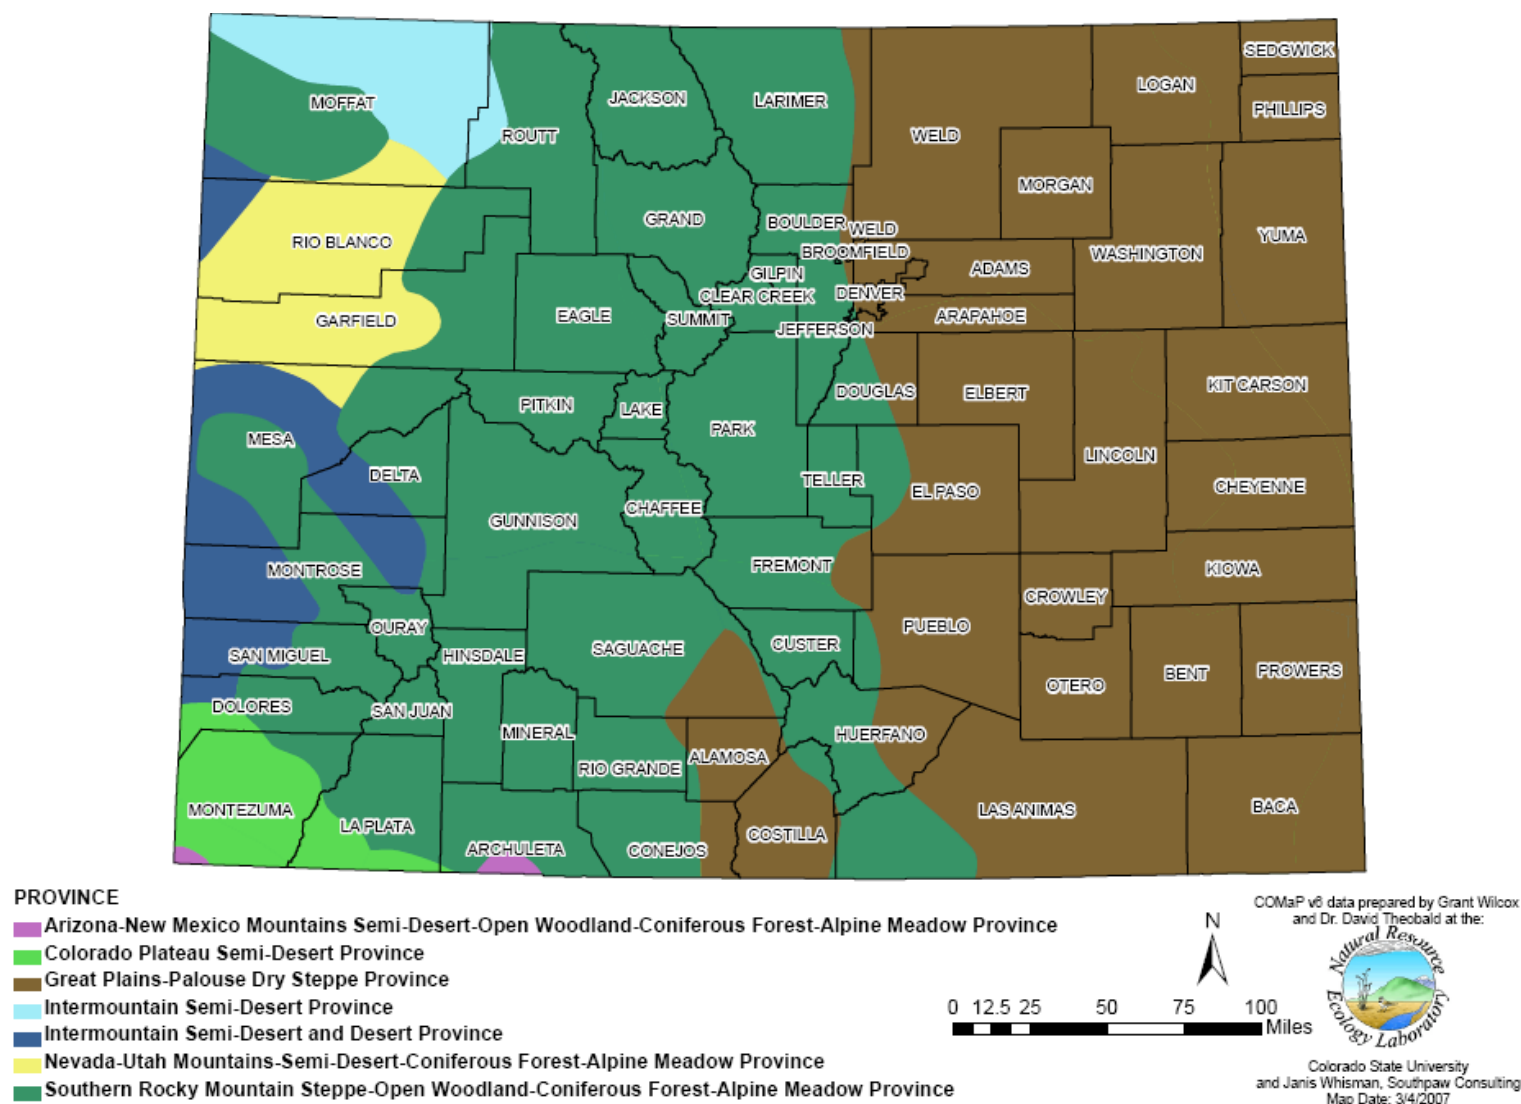 SEDGWICK
LOGAN
JACKSON
LARIMER
MOFFAT
PHILLIPS
ROUTT
WELD
MORGAN
GRAND
BOULDER
WELD
YUMA
RIO BLANCO
BROOMFIELD
WASHINGTON
GILPIN
ADAMS
CLEAR CREEK
DENVER
EAGLE
SUMMIT
GARFIELD
JEFFERSON
ARAPAHOE
KIT CARSON
DOUGLAS
ELBERT
PITKIN
LAKE
PARK
MESA
LINCOLN
DELTA
TELLER
EL PASO
CHEYENNE
CHAFFEE
GUNNISON
MONTROSE
FREMONT
KIOWA
CROWLEY
OURAY
PUEBLO
SAN MIGUEL
HINSDALE
SAGUACHE
CUSTER
BENT
PROWERS
OTERO
DOLORES
SAN JUAN
MINERAL
HUERFANO
ALAMOSA
RIO GRANDE
MONTEZUMA
LAS ANIMAS
BACA
LA PLATA
COSTILLA
ARCHULETA
CONEJOS
PROVINCE
Arizona-New Mexico Mountains Semi-Desert-Open Woodland-Coniferous Forest-Alpine Meadow Province
Colorado Plateau Semi-Desert Province
Great Plains-Palouse Dry Steppe Province
Intermountain Semi-Desert Province
Intermountain Semi-Desert and Desert Province
Nevada-Utah Mountains-Semi-Desert-Coniferous Forest-Alpine Meadow Province
Southern Rocky Mountain Steppe-Open Woodland-Coniferous Forest-Alpine Meadow Province
N
0 12.5 25 50 75 100
Miles
COMaP v6 data prepared by Grant Wilcox
and Dr. David Theobald at the:
Natural Resource
Ecology Laboratory
Colorado State University
and Janis Whisman, Southpaw Consulting
Map Date: 3/4/2007